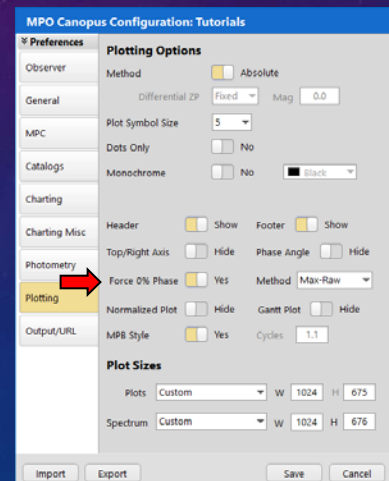 MPO Canopus Configuration: Tutorials
Preferences
Observer
General
MPC
Catalogs
Charting
Charting Misc
Photometry
Plotting
Output/URL
Plotting Options
Method Absolute
Differential ZP Fixed Mag 0.0
Plot Symbol Size 5
Dots Only No
Monochrome No Black
Header Show Footer Show
Top/Right Axis Hide Phase Angle Hide
Force 0% Phase Yes Method Max-Raw
Normalized Plot Hide Gantt Plot Hide
MPB Style Yes Cycles 1.1
Plot Sizes
Plots Custom W 1024 H 675
Spectrum Custom W 1024 H 676
Import Export Save Cancel